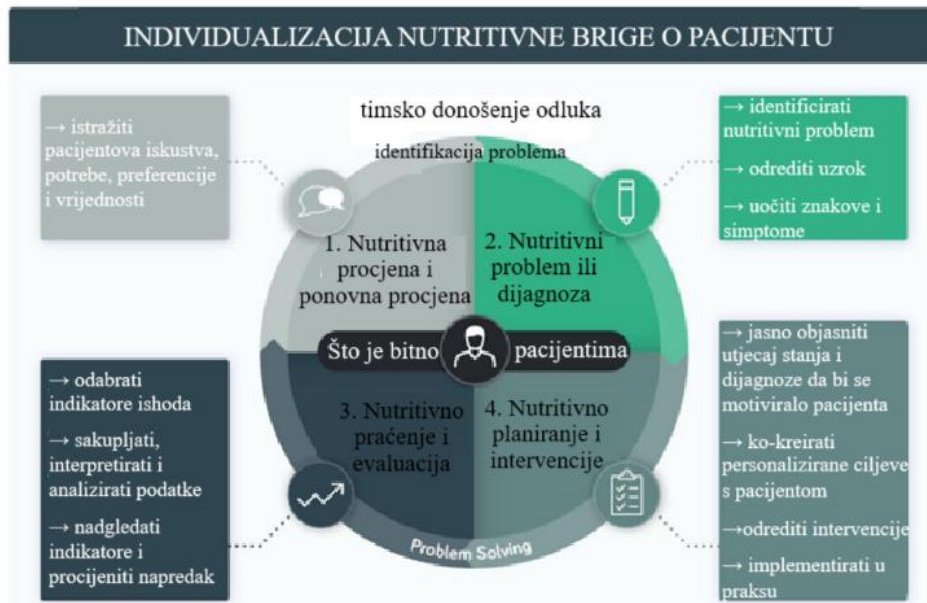 INDIVIDUALIZACIJA NUTRITIVNE BRIGE O PACIJENTU
timsko donošenje odluka
identifikacija problema
→ istražiti
pacijentova iskustva,
potrebe, preferencije
i vrijednosti
→ identificirati
nutritivni problem
→ odrediti uzrok
→ uočiti znakove i
simptome
1. Nutritivna
procjena i
ponovna procjena
2. Nutritivni
problem ili
dijagnoza
Što je bitno
pacijentima
3. Nutritivno
praćenje i
evaluacija
4. Nutritivno
planiranje i
intervencije
→ odabrati
indikatore ishoda
→ sakupljati,
interpretirati i
analizirati podatke
→ nadgledati
indikatore i
procijeniti napredak
→ jasno objasniti
utjecaj stanja i
dijagnoze da bi se
motiviralo pacijenta
→ ko-kreirati
personalizirane ciljeve
s pacijentom
→odrediti intervencije
→ implementirati u
praksu
Problem Solving